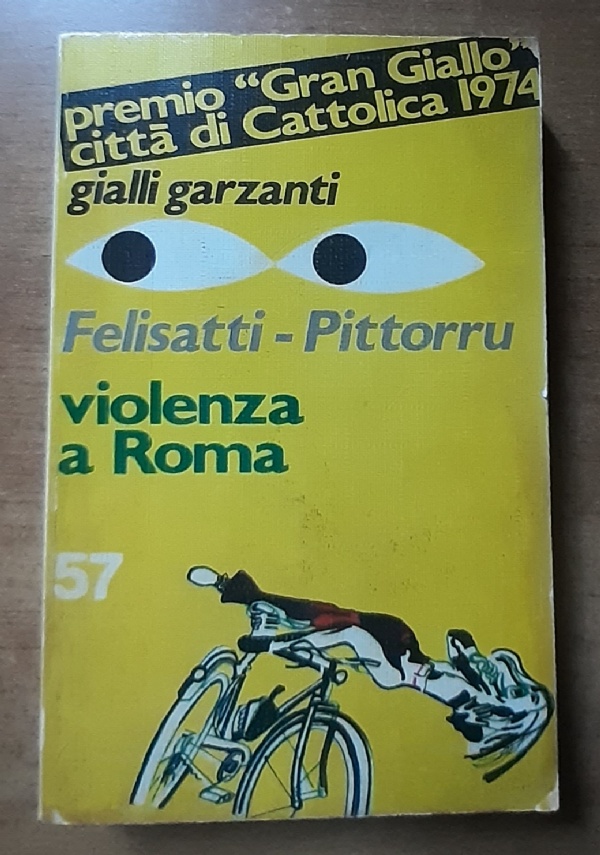 premio “Gran Giallo”
città di Cattolica 1974
gialli garzanti
Felisatti - Pittorru
violenza
a Roma
57